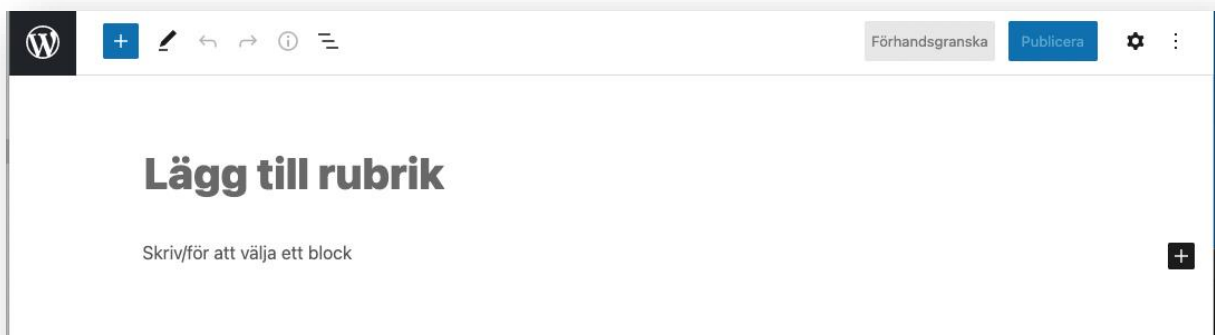 Förhandsgranska
Publicera
Lägg till rubrik
Skriv/för att välja ett block